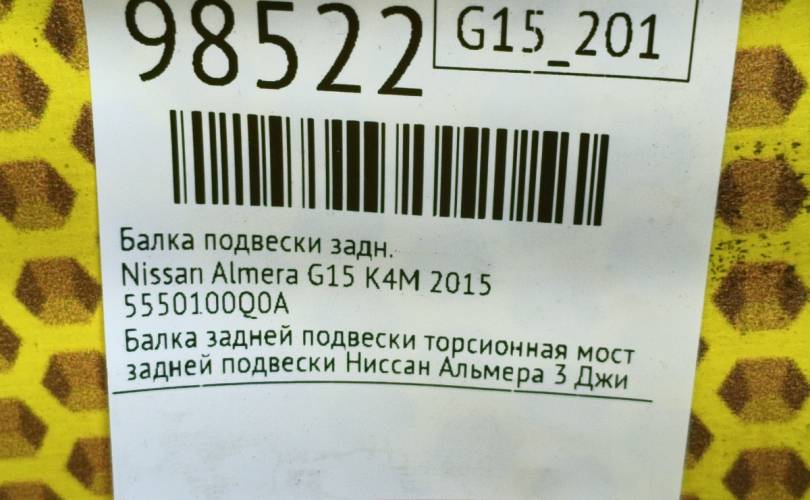 98522
G15_201
Балка подвески задн.
Nissan Almera G15 K4M 2015
5550100Q0A
Балка задней подвески торсионная мост
задней подвески Ниссан Альмера 3 Джи